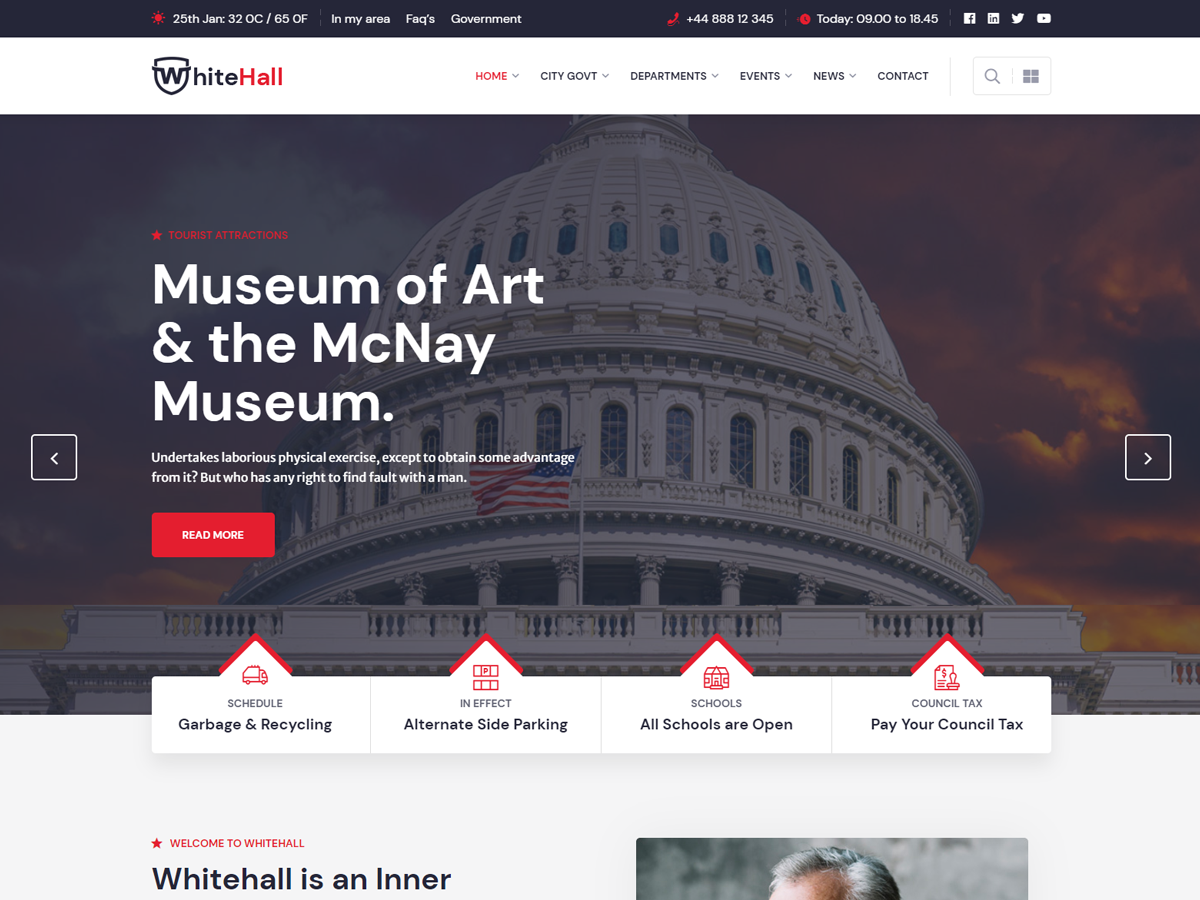 25th Jan: 32 0C / 65 0F
In my area
Faq's
Government
+44 888 12 345
Today: 09.00 to 18.45
WhiteHall
HOME
CITY GOVT
DEPARTMENTS
EVENTS
NEWS
CONTACT
TOURIST ATTRACTIONS
Museum of Art
& the McNay
Museum.
Undertakes laborious physical exercise, except to obtain some advantage
from it? But who has any right to find fault with a man.
READ MORE
SCHEDULE
Garbage & Recycling
IN EFFECT
Alternate Side Parking
SCHOOLS
All Schools are Open
COUNCIL TAX
Pay Your Council Tax
WELCOME TO WHITEHALL
Whitehall is an Inner